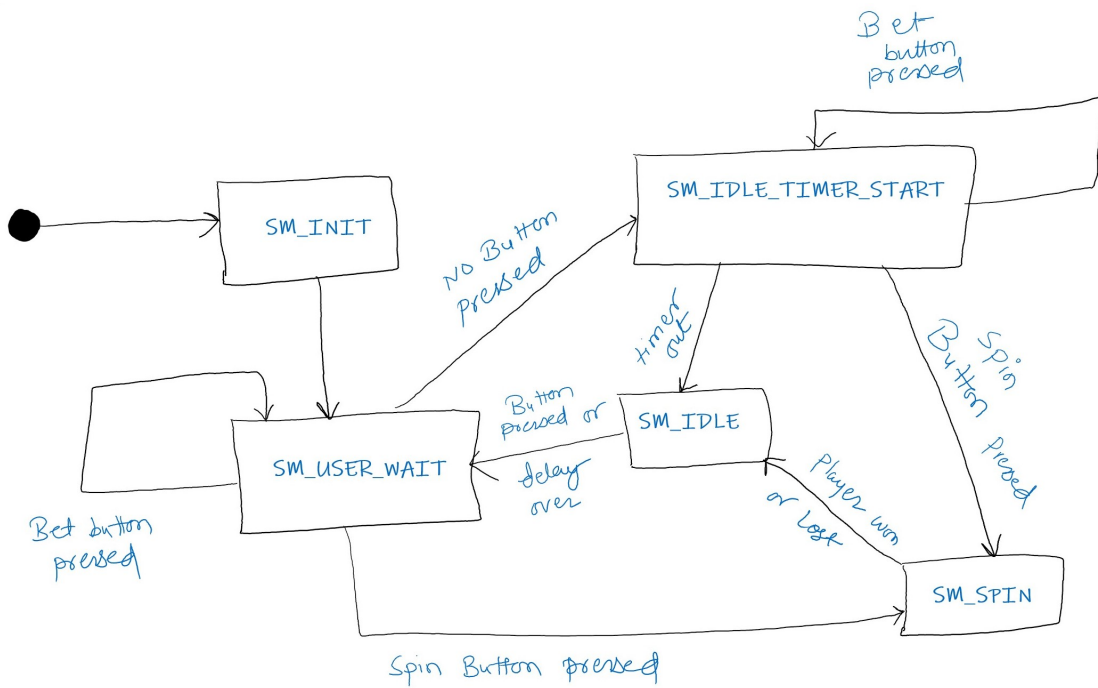 Bet
button
pressed
SM_IDLE_TIMER_START
SM_INIT
NO Button
pressed
timer
out
Spin
Button pressed
Button
pressed or
delay
over
SM_IDLE
SM_USER_WAIT
Player won
or lost
Bet button
pressed
SM_SPIN
Spin Button pressed